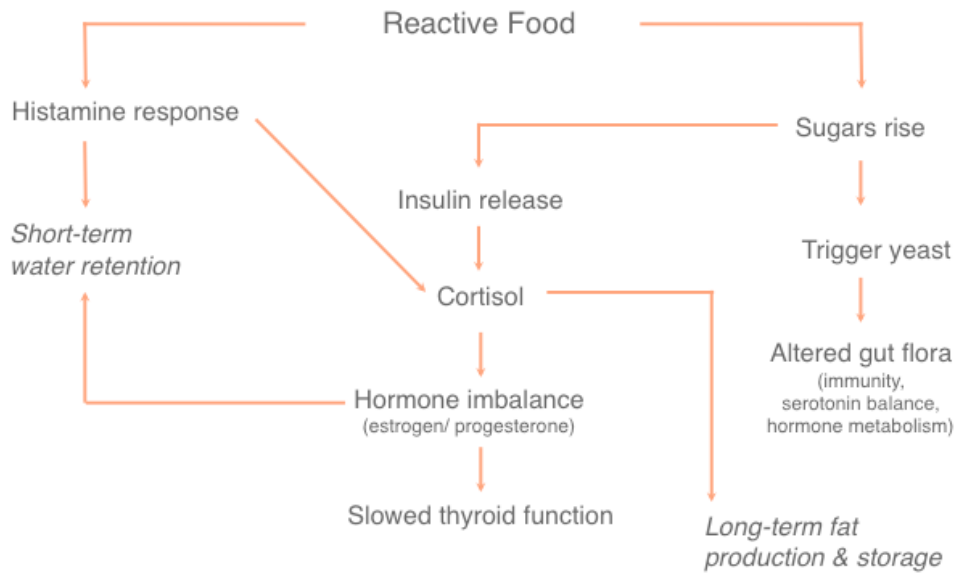 Reactive Food
Histamine response
Sugars rise
Insulin release
Short-term
water retention
Trigger yeast
Cortisol
Altered gut flora
(immunity,
serotonin balance,
hormone metabolism)
Hormone imbalance
(estrogen/ progesterone)
Slowed thyroid function
Long-term fat
production & storage